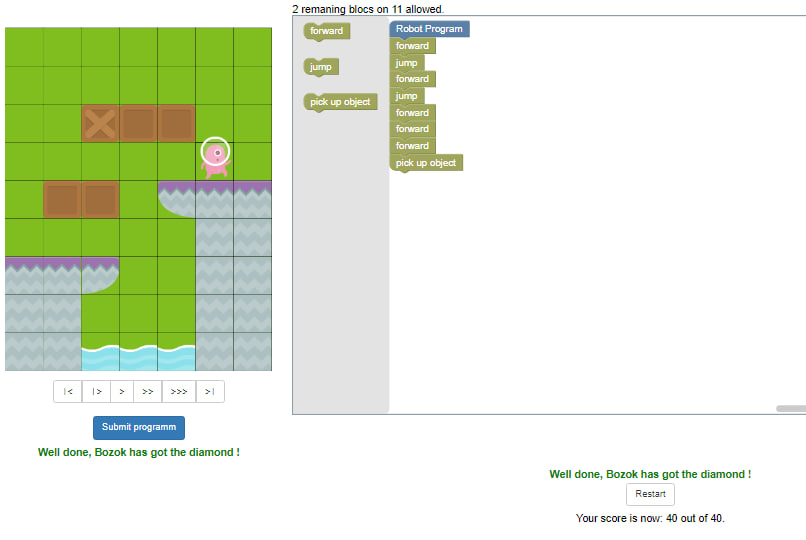 2 remaning blocs on 11 allowed.
forward
jump
pick up object
Robot Program
forward
jump
forward
jump
forward
forward
forward
pick up object
|< |> > >> >>> >|
Submit programm
Well done, Bozok has got the diamond !
Well done, Bozok has got the diamond !
Restart
Your score is now: 40 out of 40.